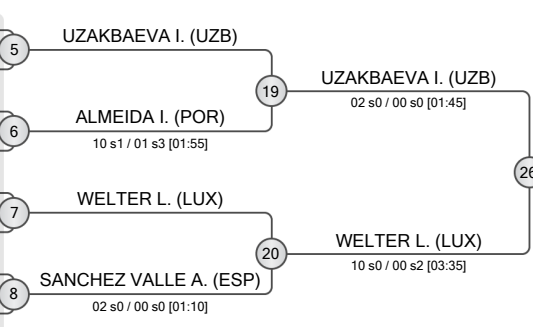 5
UZAKBAEVA I. (UZB)
19
UZAKBAEVA I. (UZB)
02 s0 / 00 s0 [01:45]
6
ALMEIDA I. (POR)
10 s1 / 01 s3 [01:55]
26
7
WELTER L. (LUX)
20
WELTER L. (LUX)
10 s0 / 00 s2 [03:35]
8
SANCHEZ VALLE A. (ESP)
02 s0 / 00 s0 [01:10]